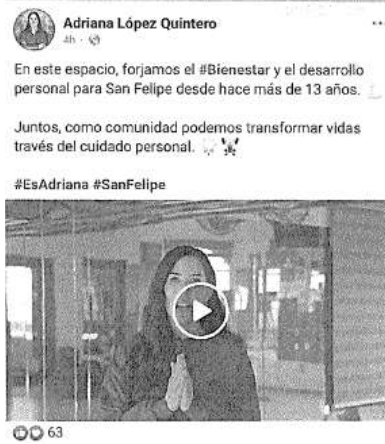 Adriana López Quintero
4h
En este espacio, forjamos el #Bienestar y el desarrollo
personal para San Felipe desde hace más de 13 años.
Juntos, como comunidad podemos transformar vidas
través del cuidado personal.
#EsAdriana #SanFelipe
63